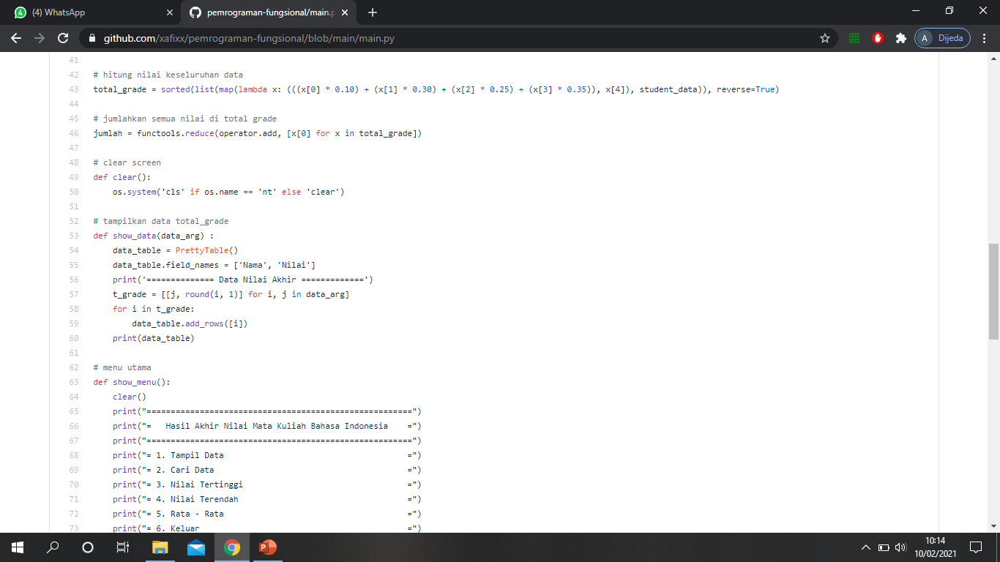 (4) WhatsApp
pemrograman-fungsional/main.p
github.com/xafixx/pemrograman-fungsional/blob/main/main.py
A Dijeda
41
42 # hitung nilai keseluruhan data
43 total_grade = sorted(list(map(lambda x: (((x[0] * 0.10) + (x[1] * 0.30) + (x[2] * 0.25) + (x[3] * 0.35)), x[4]), student_data)), reverse=True)
44
45 # jumlahkan semua nilai di total grade
46 jumlah = functools.reduce(operator.add, [x[0] for x in total_grade])
47
48 # clear screen
49 def clear():
50     os.system('cls' if os.name == 'nt' else 'clear')
51
52 # tampilkan data total_grade
53 def show_data(data_arg) :
54     data_table = PrettyTable()
55     data_table.field_names = ['Nama', 'Nilai']
56     print('============== Data Nilai Akhir =============')
57     t_grade = [[j, round(i, 1)] for i, j in data_arg]
58     for i in t_grade:
59         data_table.add_rows([i])
60     print(data_table)
61
62 # menu utama
63 def show_menu():
64     clear()
65     print("=======================================================")
66     print("=   Hasil Akhir Nilai Mata Kuliah Bahasa Indonesia    =")
67     print("=======================================================")
68     print("= 1. Tampil Data                                      =")
69     print("= 2. Cari Data                                        =")
70     print("= 3. Nilai Tertinggi                                  =")
71     print("= 4. Nilai Terendah                                   =")
72     print("= 5. Rata - Rata                                      =")
73     print("= 6. Keluar                                           =")
10:14
10/02/2021